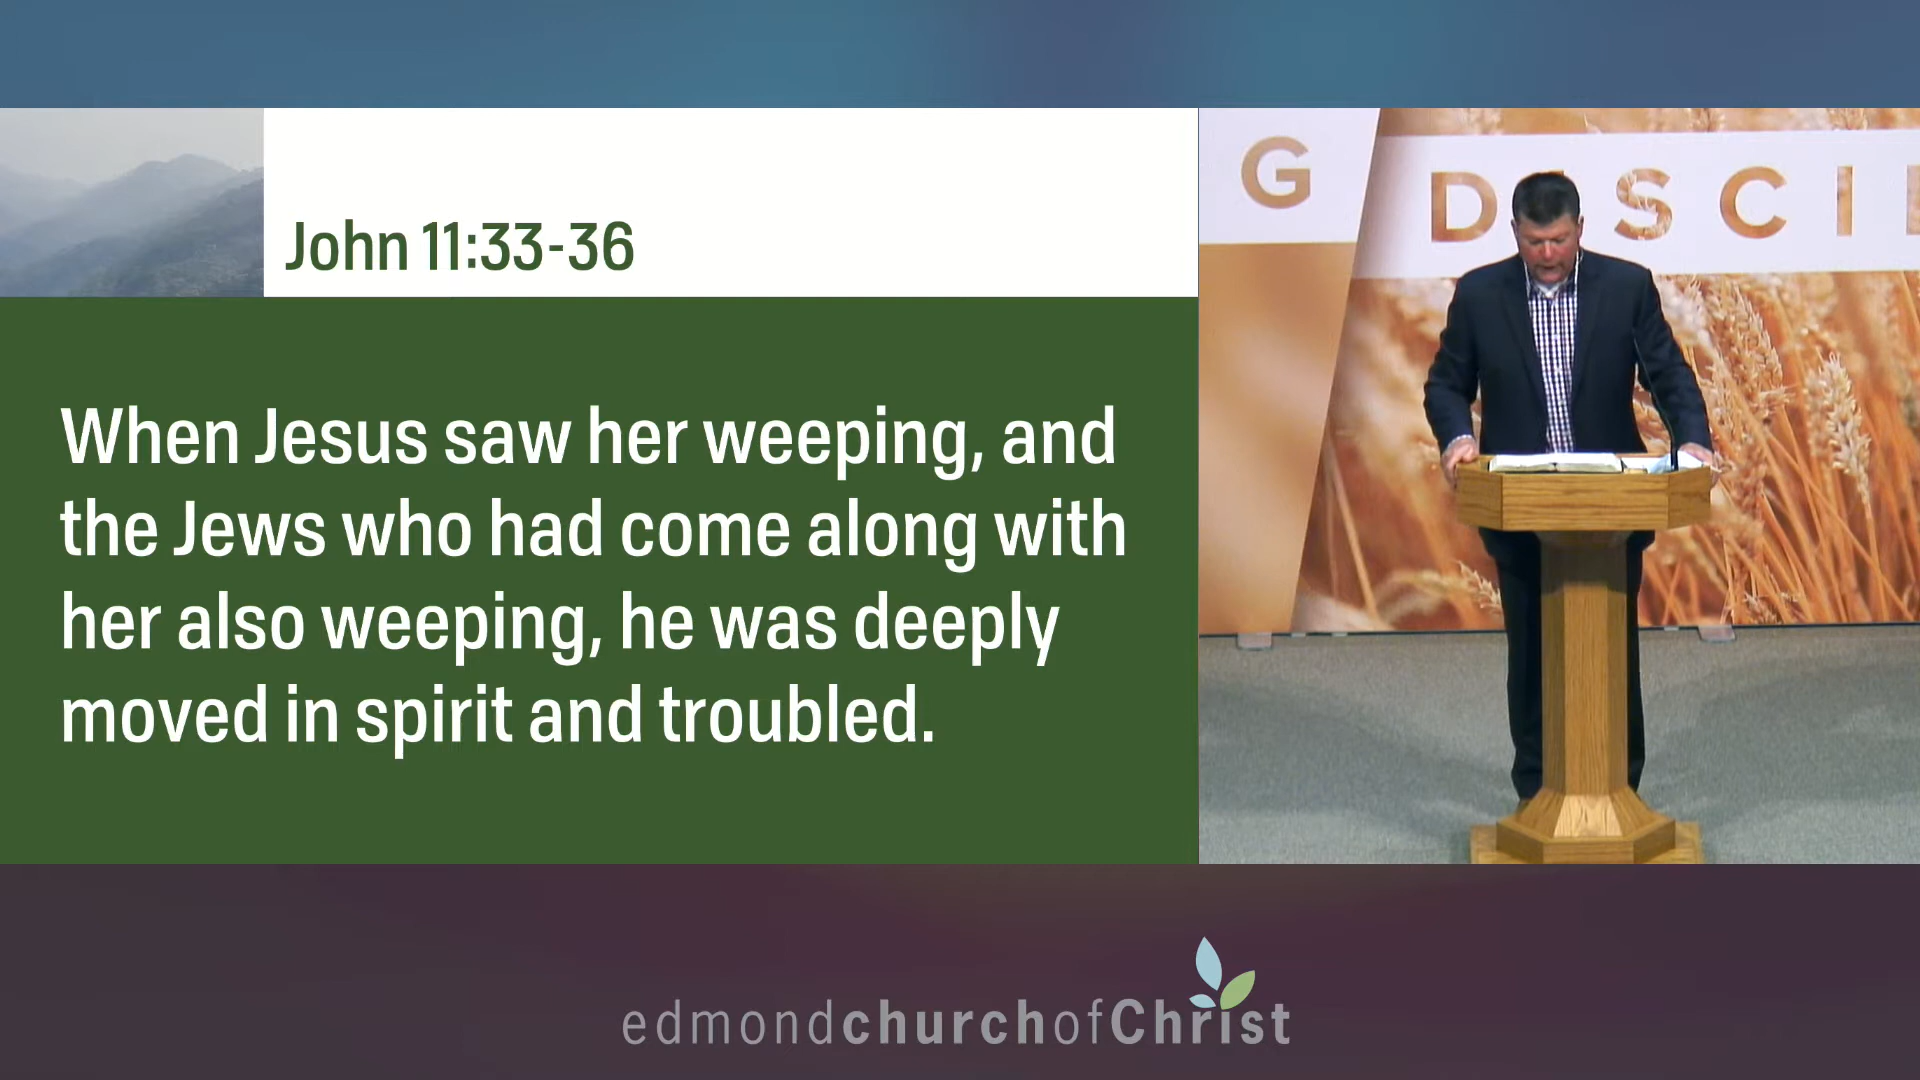 John 11:33-36
When Jesus saw her weeping, and
the Jews who had come along with
her also weeping, he was deeply
moved in spirit and troubled.
G
DISCI
edmondchurchofChrist